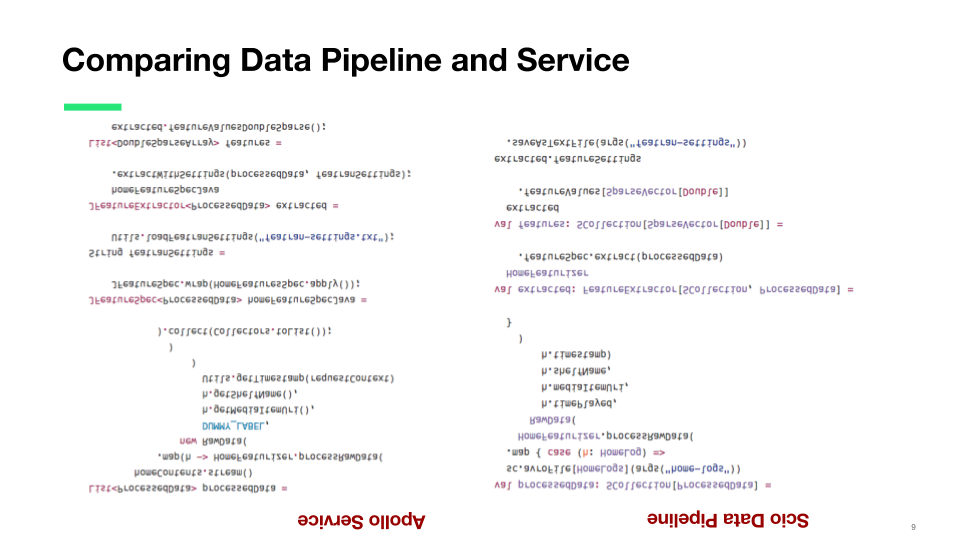 Comparing Data Pipeline and Service
Apollo Service
List<ProcessedData> processedData =
homeContents.stream()
.map(h -> HomeFeaturizer.processRawData(
new RawData(
DUMMY_LABEL,
h.getMediaItemUri(),
h.getShelfName(),
Utils.getTimestamp(requestContext)
)
)
).collect(Collectors.toList());
JFeatureSpec<ProcessedData> homeFeatureSpecJava =
JFeatureSpec.wrap(HomeFeaturesSpec.apply());
String featranSettings =
Utils.loadFeatranSettings("featran-settings.txt");
JFeatureExtractor<ProcessedData> extracted =
homeFeatureSpecJava
.extractWithSettings(processedData, featranSettings);
List<DoubleSparseArray> features =
extracted.featureValuesDoubleSparse();
Scio Data Pipeline
val processedData: SCollection[ProcessedData] =
sc.avroFile[HomeLogs](args("home-logs"))
.map { case (h: HomeLog) =>
HomeFeaturizer.processRawData(
RawData(
h.timePlayed,
h.mediaItemUri,
h.shelfName,
h.timestamp)
)
}
val extracted: FeatureExtractor[SCollection, ProcessedData] =
HomeFeaturizer
.featureSpec.extract(processedData)
val features: SCollection[SparseVector[Double]] =
extracted
.featureValues[SparseVector[Double]]
extracted.featureSettings
.saveAsTextFile(args("featran-settings"))
9